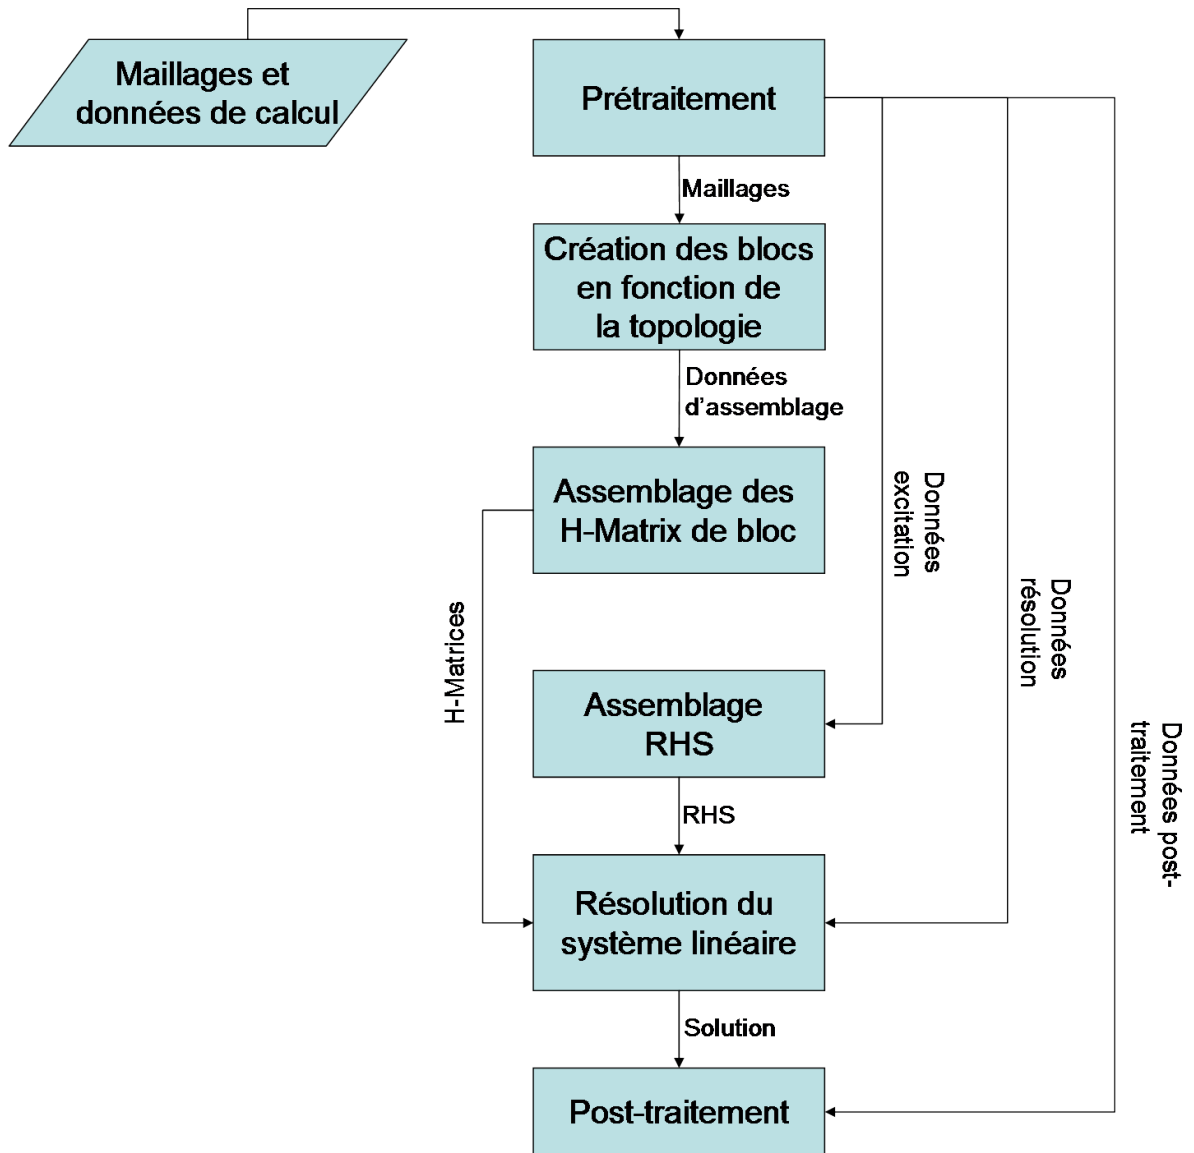 Maillages et
données de calcul
Prétraitement
Maillages
Création des blocs
en fonction de
la topologie
Données
d'assemblage
Assemblage des
H-Matrix de bloc
Données
excitation
Données
résolution
H-Matrices
Assemblage
RHS
Données post-
traitement
RHS
Résolution du
système linéaire
Solution
Post-traitement